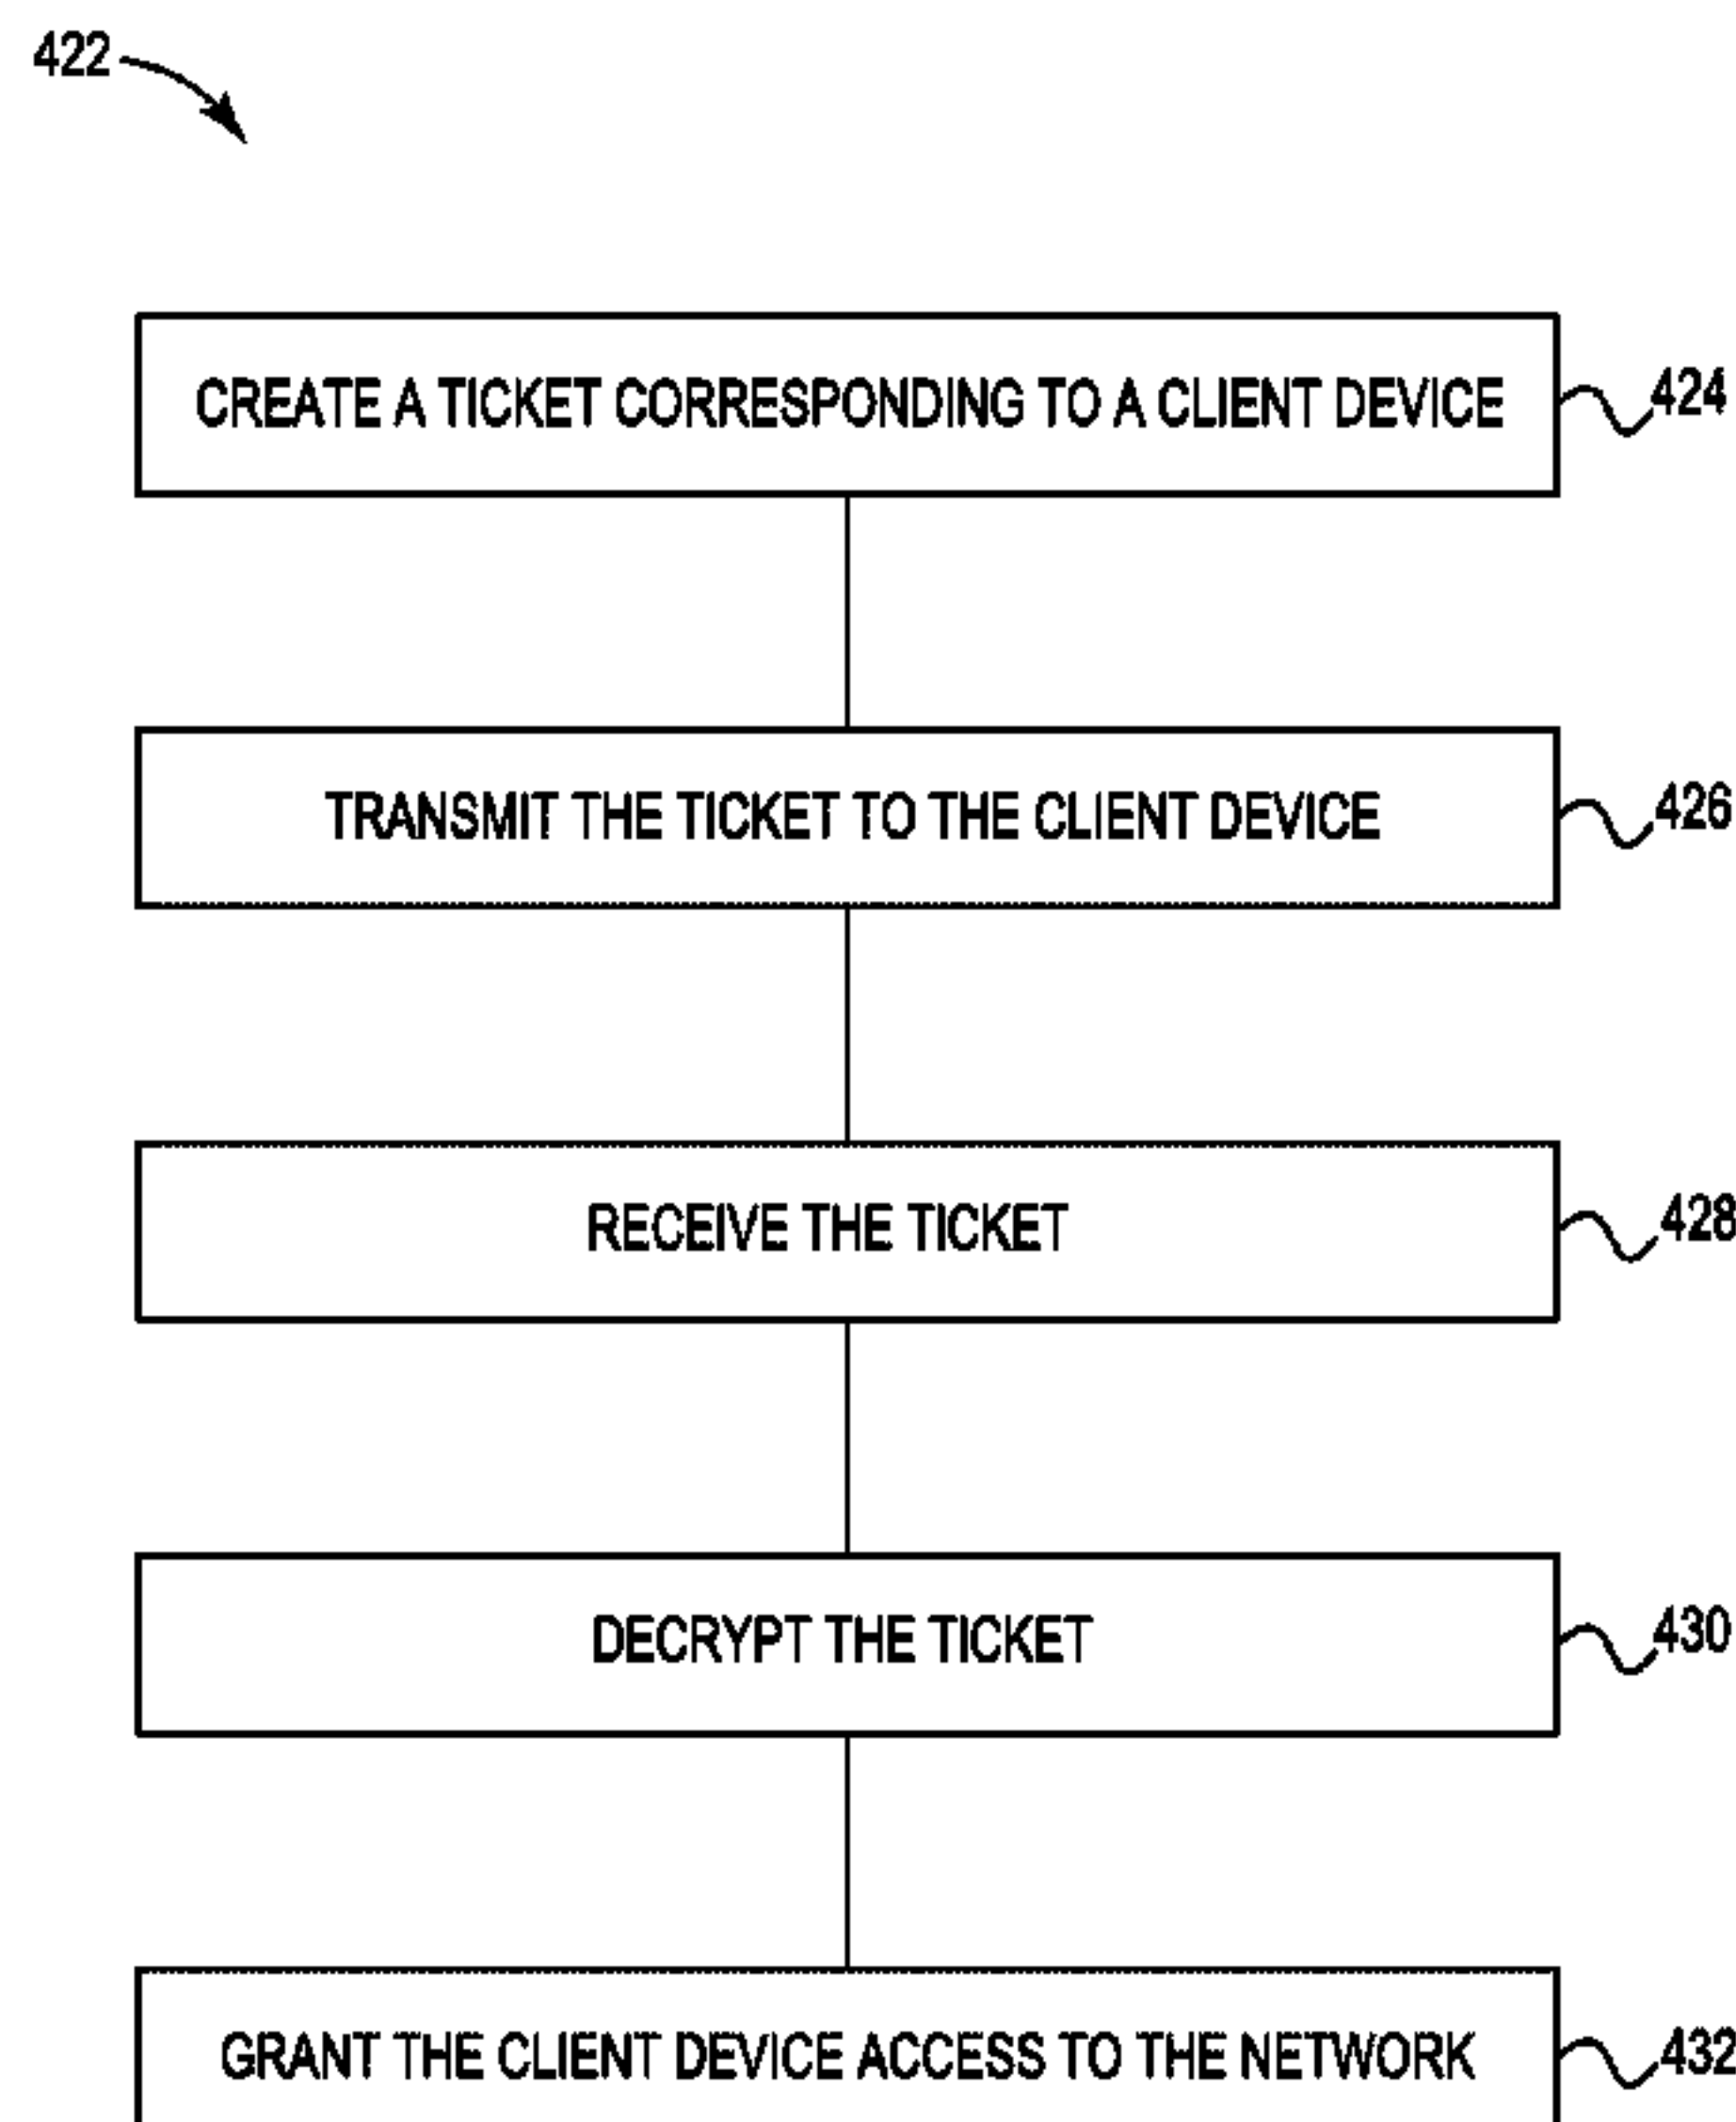 422
CREATE A TICKET CORRESPONDING TO A CLIENT DEVICE
424
TRANSMIT THE TICKET TO THE CLIENT DEVICE
426
RECEIVE THE TICKET
428
DECRYPT THE TICKET
430
GRANT THE CLIENT DEVICE ACCESS TO THE NETWORK
432